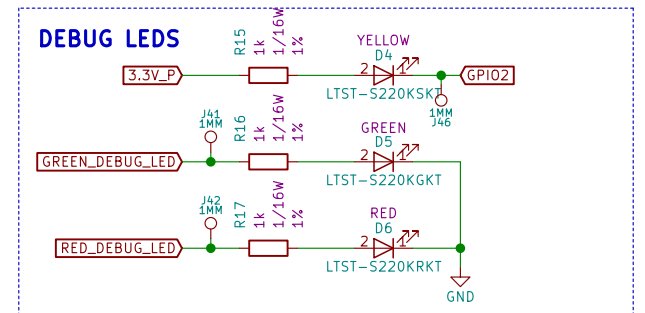 DEBUG LEDS
R15
1k
1/16W
1%
YELLOW
D4
3.3V_P
2
1
GPIO2
LTST-S220KSKT
1MM
J46
J41
1MM
R16
1k
1/16W
1%
GREEN
D5
GREEN_DEBUG_LED
2
1
LTST-S220KGKT
J42
1MM
R17
1k
1/16W
1%
RED
D6
RED_DEBUG_LED
2
1
LTST-S220KRKT
GND